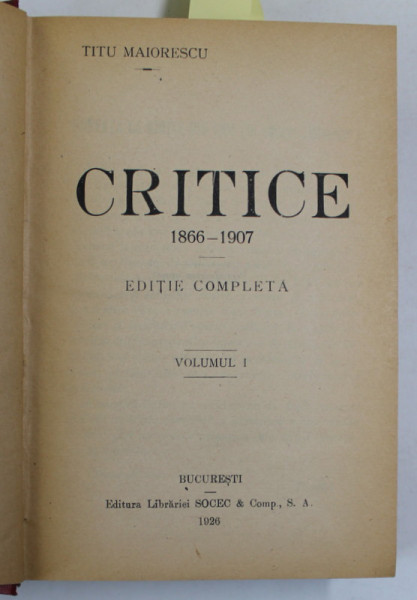 TITU MAIORESCU
CRITICE
1866-1907
EDIȚIE COMPLETĂ
VOLUMUL I
BUCUREȘTI
Editura Librăriei SOCEC & Comp., S. A.
1926